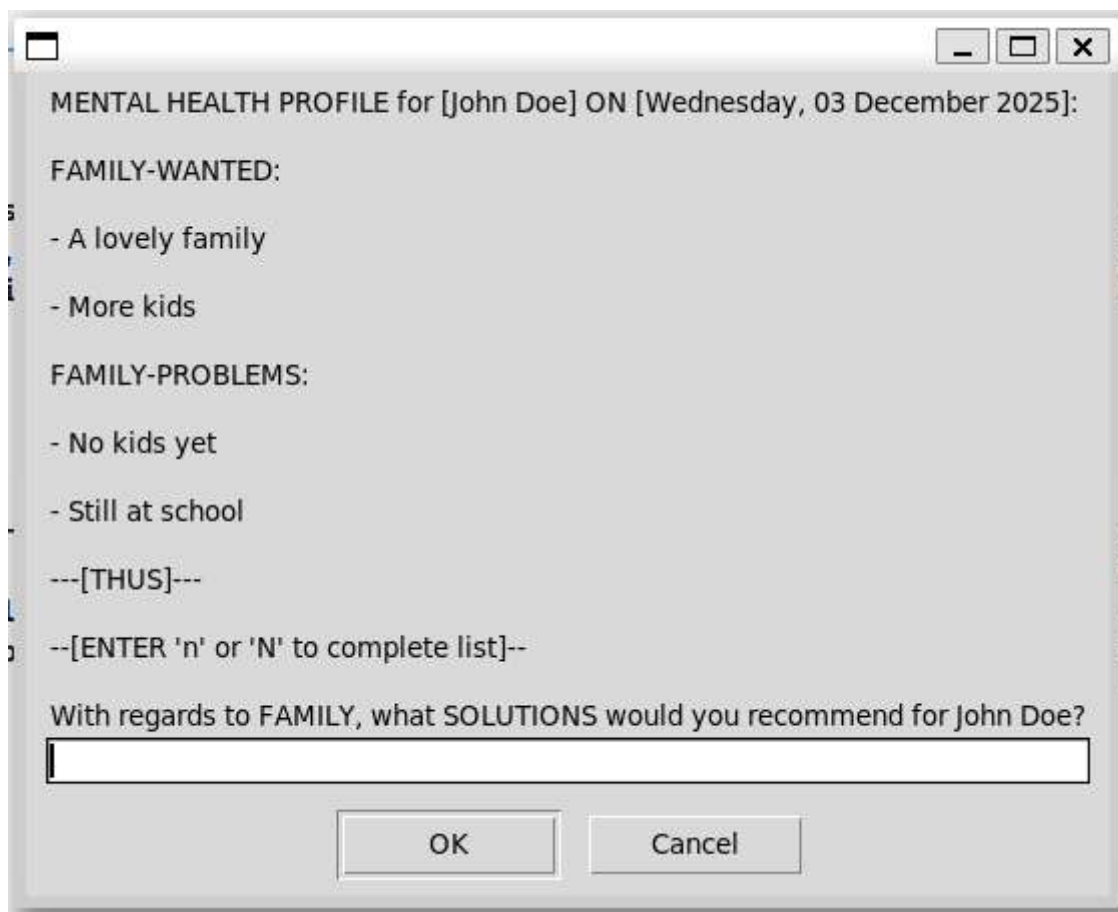 MENTAL HEALTH PROFILE for [John Doe] ON [Wednesday, 03 December 2025]:
FAMILY-WANTED:
- A lovely family
- More kids
FAMILY-PROBLEMS:
- No kids yet
- Still at school
---[THUS]---
--[ENTER 'n' or 'N' to complete list]--
With regards to FAMILY, what SOLUTIONS would you recommend for John Doe?
OK Cancel